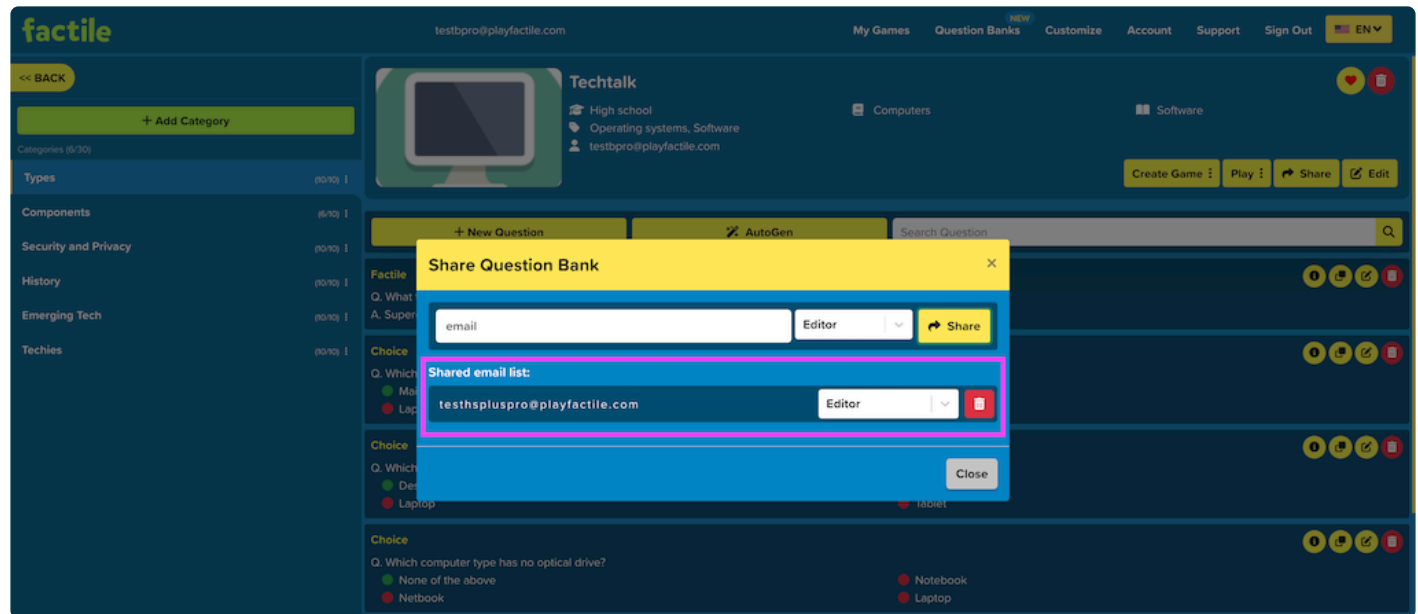 factile
testbpro@playfactile.com
My Games
Question Banks
NEW
Customize
Account
Support
Sign Out
EN
<< BACK
+ Add Category
Categories (6/30)
Types (10/10)
Components (6/10)
Security and Privacy (10/10)
History (10/10)
Emerging Tech (10/10)
Techies (10/10)
Techtalk
High school
Computers
Software
Operating systems, Software
testbpro@playfactile.com
Create Game
Play
Share
Edit
+ New Question
AutoGen
Search Question
Share Question Bank
×
email
Editor
Share
Shared email list:
testhspluspro@playfactile.com
Editor
Close
Factile
Q. What
Choice
Q. Which
Choice
Q. Which
Laptop
Tablet
Choice
Q. Which computer type has no optical drive?
None of the above
Notebook
Netbook
Laptop